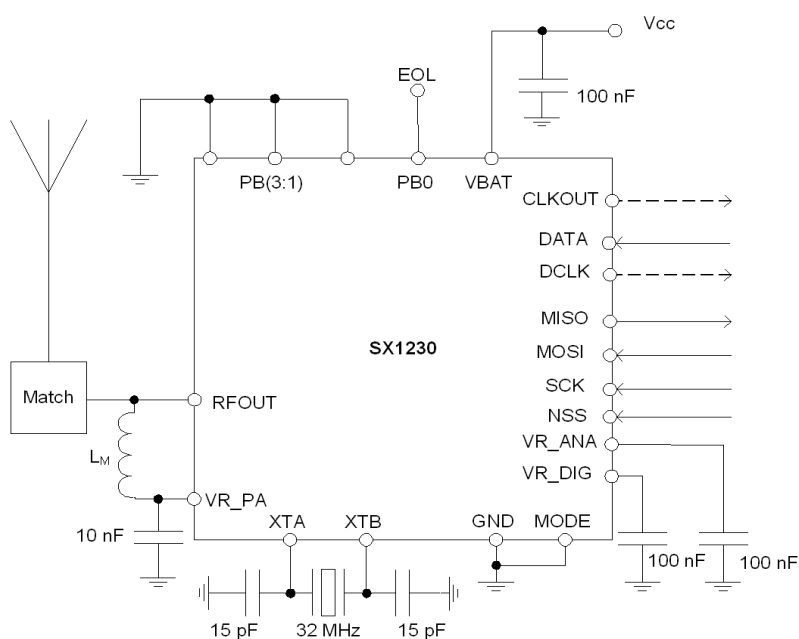 Vcc
EOL
100 nF
PB(3:1)
PB0
VBAT
CLKOUT
DATA
DCLK
MISO
SX1230
MOSI
SCK
Match
RFOUT
NSS
VR_ANA
LM
VR_DIG
VR_PA
XTA
XTB
GND
MODE
10 nF
100 nF
100 nF
15 pF
32 MHz
15 pF